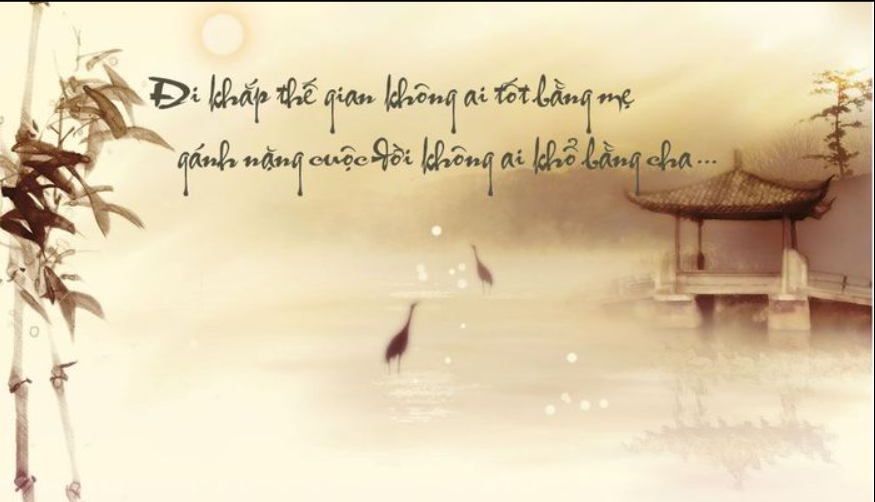 Đi khắp thế gian không ai tốt bằng mẹ
gánh nặng cuộc đời không ai khổ bằng cha...